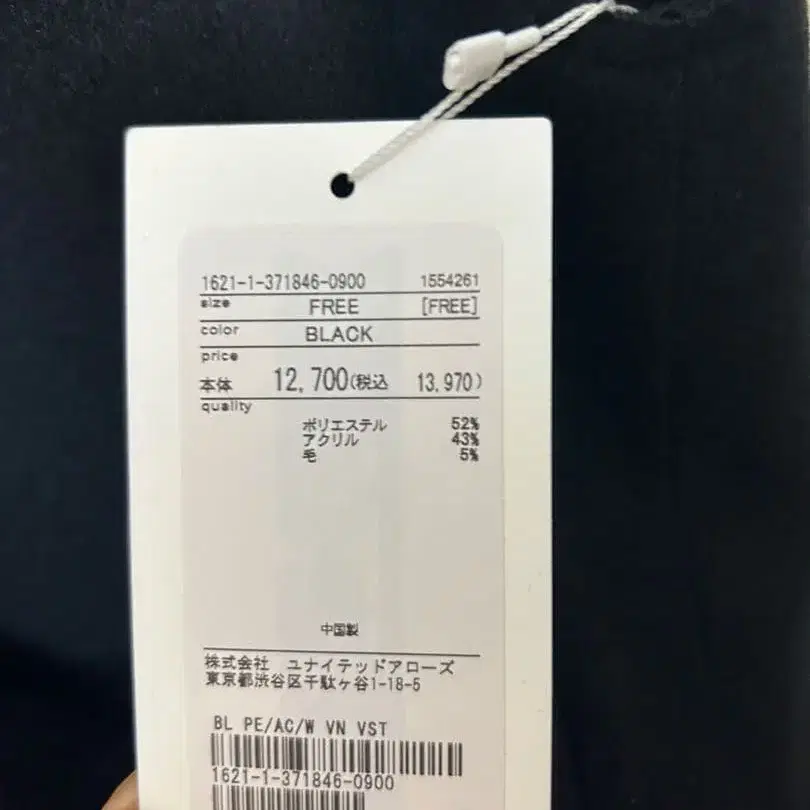 1621-1-371846-0900 1554261
size FREE [FREE]
color BLACK
price
本体 12,700(税込 13,970)
quality
ポリエステル 52%
アクリル 43%
毛 5%
中国製
株式会社 ユナイテッドアローズ
東京都渋谷区千駄ヶ谷1-18-5
BL PE/AC/W VN VST
1621-1-371846-0900